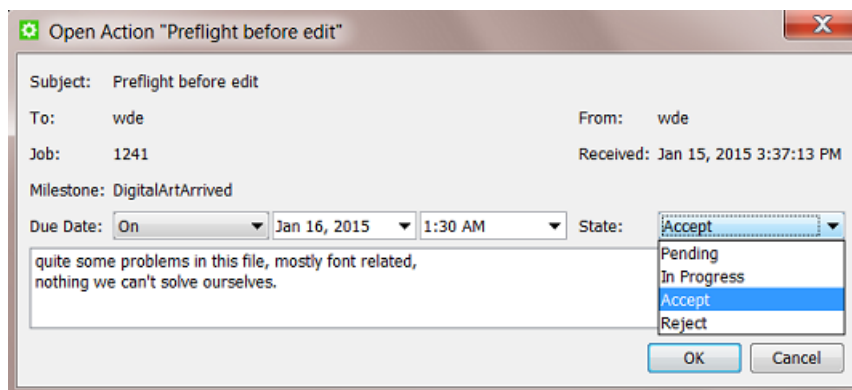 Open Action "Preflight before edit"
Subject: Preflight before edit
To: wde From: wde
Job: 1241 Received: Jan 15, 2015 3:37:13 PM
Milestone: DigitalArtArrived
Due Date: On Jan 16, 2015 1:30 AM State: Accept
quite some problems in this file, mostly font related,
nothing we can't solve ourselves.
Pending
In Progress
Accept
Reject
OK Cancel